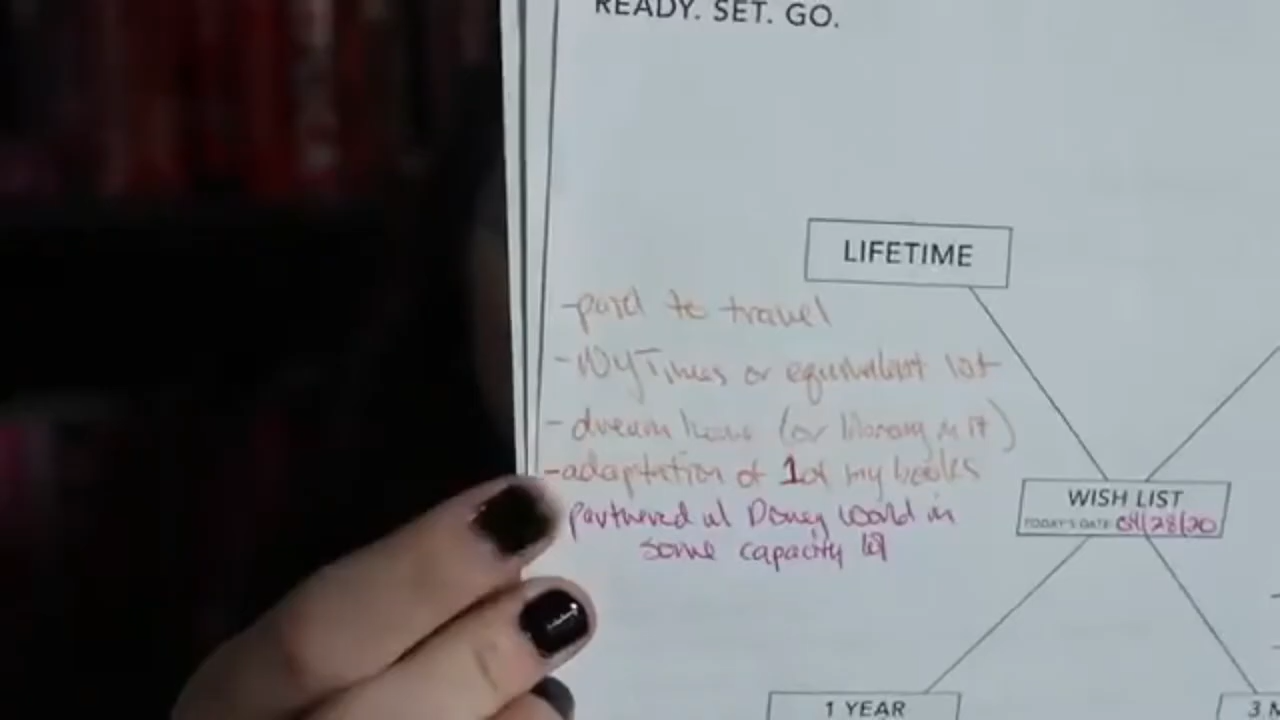 READY. SET. GO.
LIFETIME
-paid to travel
-NYTimes or equivalent list
-dream house (w/ library in it)
-adaptation of 1 of my books
partnered w/ Disney World in
some capacity
WISH LIST
TODAY'S DATE 04/28/20
1 YEAR
3 M